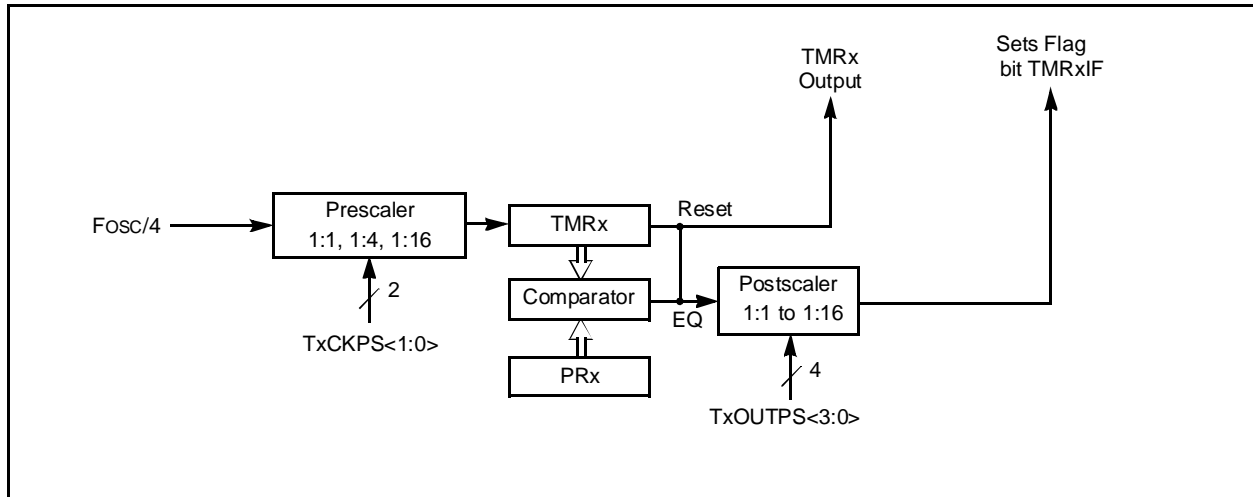 TMRx
Output
Sets Flag
bit TMRxIF
Fosc/4
Prescaler
1:1, 1:4, 1:16
TMRx
Reset
2
Comparator
EQ
Postscaler
1:1 to 1:16
TxCKPS<1:0>
PRx
4
TxOUTPS<3:0>